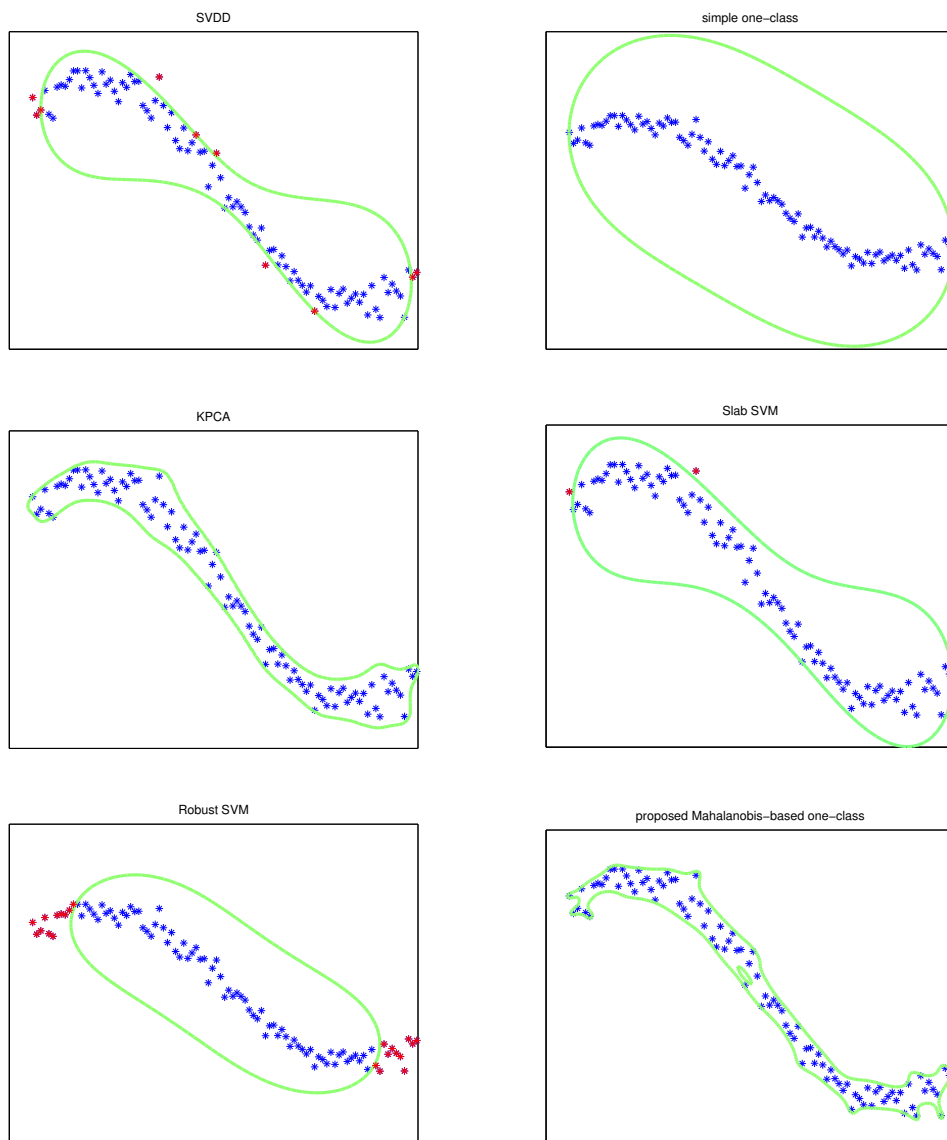 SVDD
simple one−class
KPCA
Slab SVM
Robust SVM
proposed Mahalanobis−based one−class